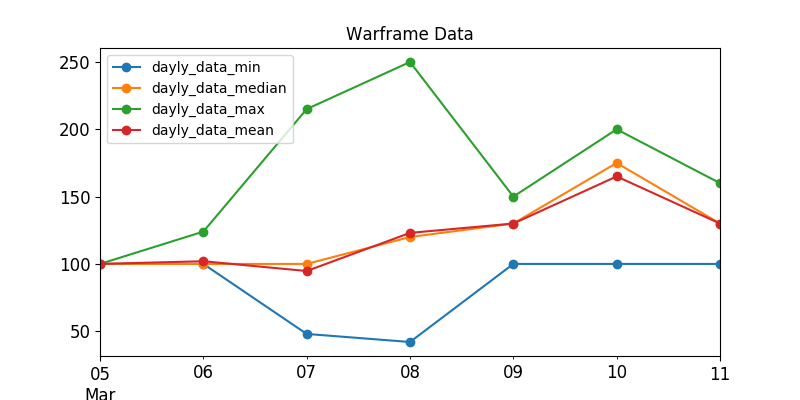 Warframe Data
dayly_data_min
dayly_data_median
dayly_data_max
dayly_data_mean
250
200
150
100
50
05 06 07 08 09 10 11
Mar